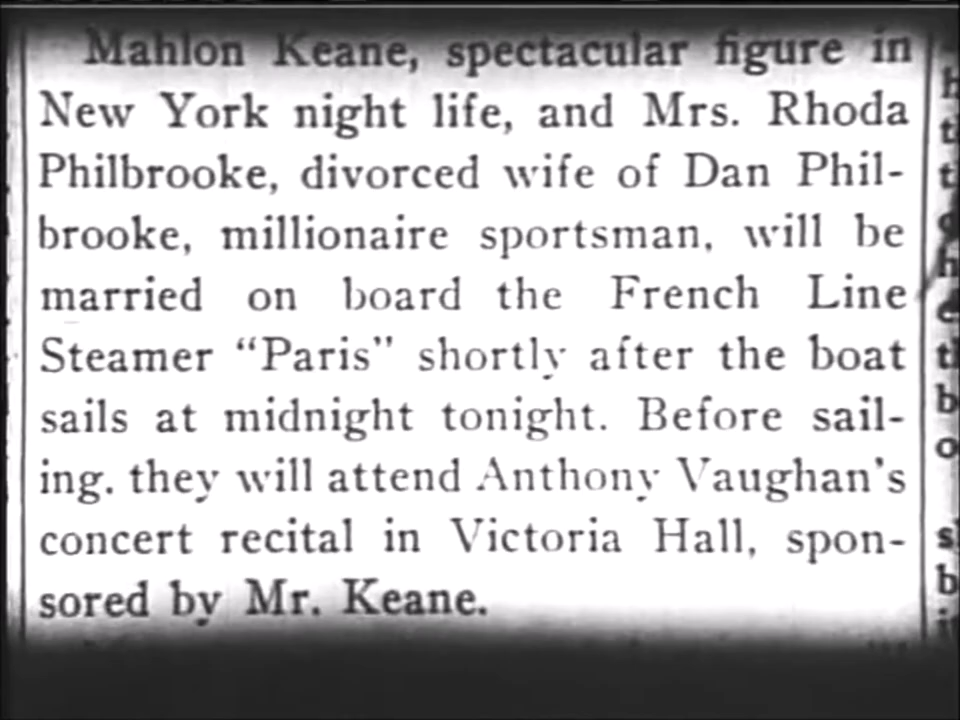 Mahlon Keane, spectacular figure in
New York night life, and Mrs. Rhoda
Philbrooke, divorced wife of Dan Phil-
brooke, millionaire sportsman, will be
married on board the French Line
Steamer "Paris" shortly after the boat
sails at midnight tonight. Before sail-
ing. they will attend Anthony Vaughan's
concert recital in Victoria Hall, spon-
sored by Mr. Keane.